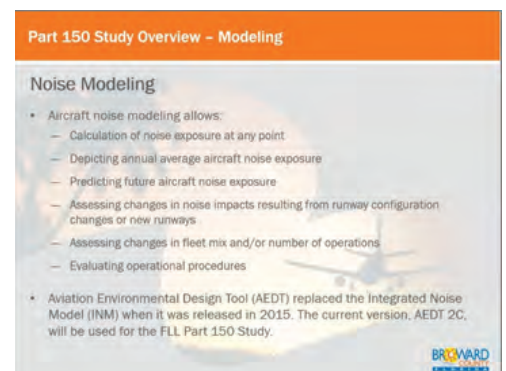 Part 150 Study Overview – Modeling
Noise Modeling
• Aircraft noise modeling allows:
– Calculation of noise exposure at any point
– Depicting annual average aircraft noise exposure
– Predicting future aircraft noise exposure
– Assessing changes in noise impacts resulting from runway configuration
changes or new runways
– Assessing changes in fleet mix and/or number of operations
– Evaluating operational procedures
• Aviation Environmental Design Tool (AEDT) replaced the Integrated Noise
Model (INM) when it was released in 2015. The current version, AEDT 2C,
will be used for the FLL Part 150 Study.
BROWARD
COUNTY
FLORIDA